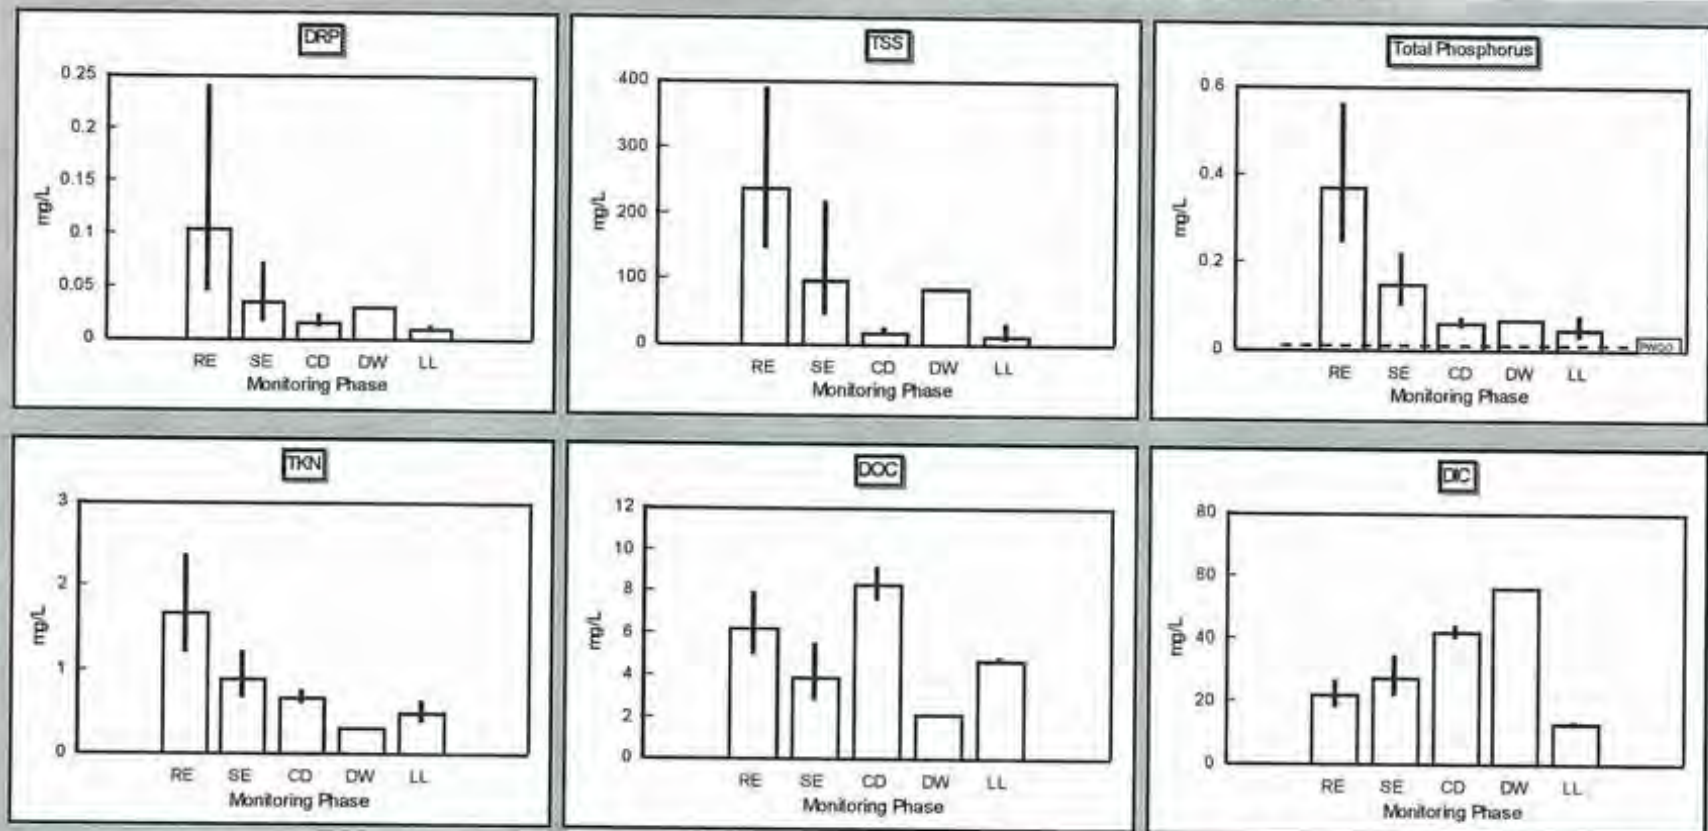 DRP
0.25
0.2
0.15
0.1
0.05
0
mg/L
RE SE CD DW LL
Monitoring Phase
TSS
400
300
200
100
0
mg/L
RE SE CD DW LL
Monitoring Phase
Total Phosphorus
0.6
0.4
0.2
0
mg/L
PWQO
RE SE CD DW LL
Monitoring Phase
TKN
3
2
1
0
mg/L
RE SE CD DW LL
Monitoring Phase
DOC
12
10
8
6
4
2
0
mg/L
RE SE CD DW LL
Monitoring Phase
DIC
80
60
40
20
0
mg/L
RE SE CD DW LL
Monitoring Phase